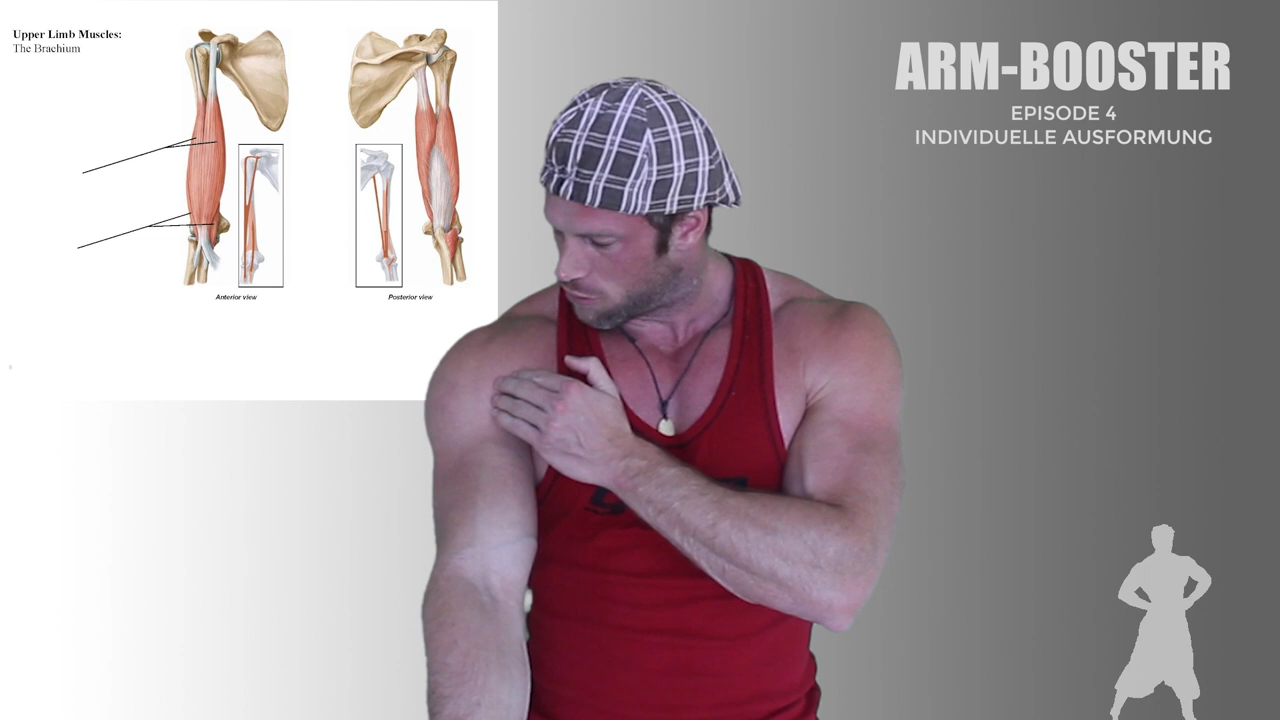 Upper Limb Muscles:
The Brachium
Anterior view
Posterior view
ARM-BOOSTER
EPISODE 4
INDIVIDUELLE AUSFORMUNG